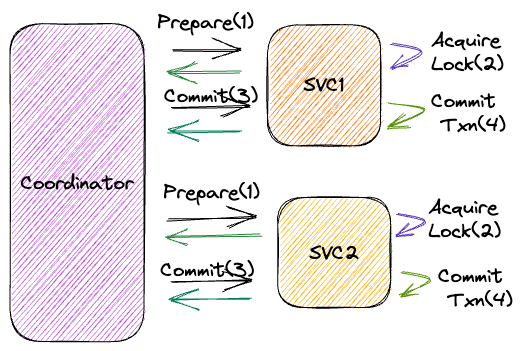 Prepare(1)
Acquire
Lock(2)
SVC1
Commit(3)
Commit
Txn(4)
Coordinator
Prepare(1)
Acquire
Lock(2)
SVC2
Commit(3)
Commit
Txn(4)